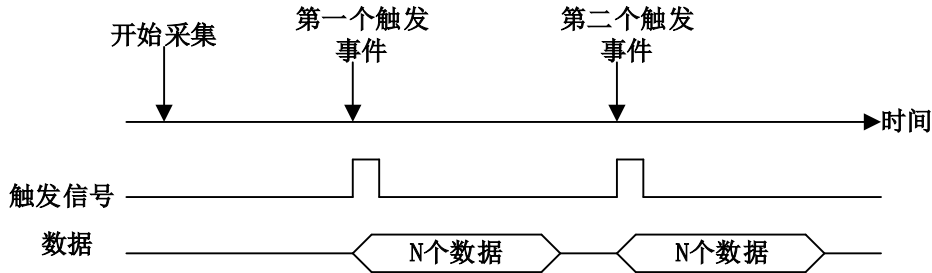 开始采集
第一个触发
事件
第二个触发
事件
时间
触发信号
数据
N个数据
N个数据